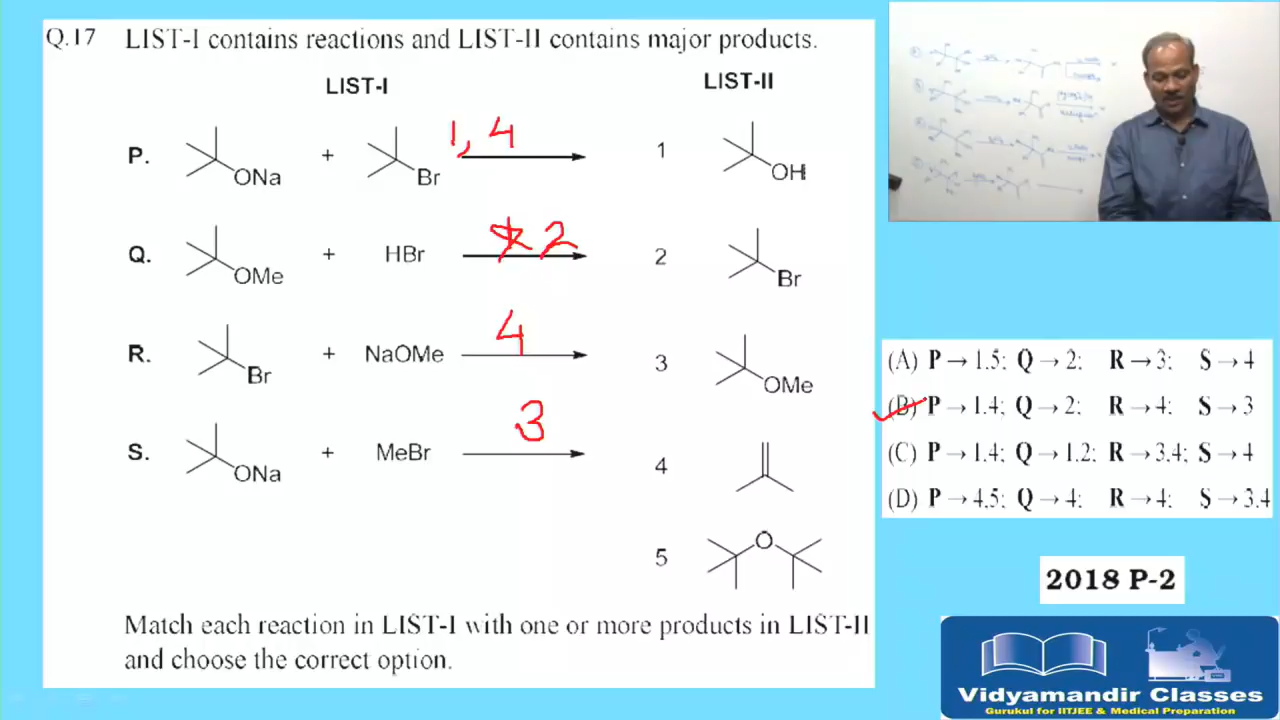 Q.17 LIST-I contains reactions and LIST-II contains major products.
LIST-I LIST-II
P. ONa + Br 1, 4 1 OH
Q. OMe + HBr 2 2 Br
R. Br + NaOMe 4 3 OMe
S. ONa + MeBr 3 4
5 O
Match each reaction in LIST-I with one or more products in LIST-II
and choose the correct option.
(A) P → 1.5; Q → 2; R → 3; S → 4
(B) P → 1.4; Q → 2; R → 4; S → 3
(C) P → 1.4; Q → 1.2; R → 3.4; S → 4
(D) P → 4.5; Q → 4; R → 4; S → 3.4
2018 P-2
Vidyamandir Classes
Gurukul for IITJEE & Medical Preparation